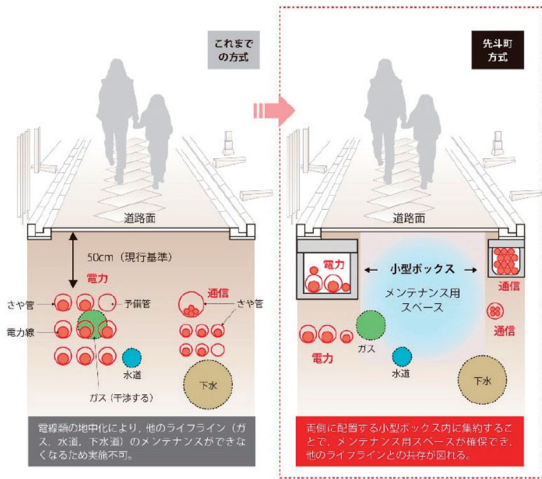 これまで
の方式
道路面
50cm（現行基準）
電力
通信
さや管
予備管
さや管
電力線
水道
ガス（干渉する）
下水
電線類の地中化により，他のライフライン（ガ
ス，水道，下水道）のメンテナンスができな
くなるため実施不可。
先斗町
方式
道路面
電力
小型ボックス
通信
メンテナンス用
スペース
通信
電力
ガス
水道
下水
両側に配置する小型ボックス内に集約するこ
とで，メンテナンス用スペースが確保でき，
他のライフラインとの共存が図れる。